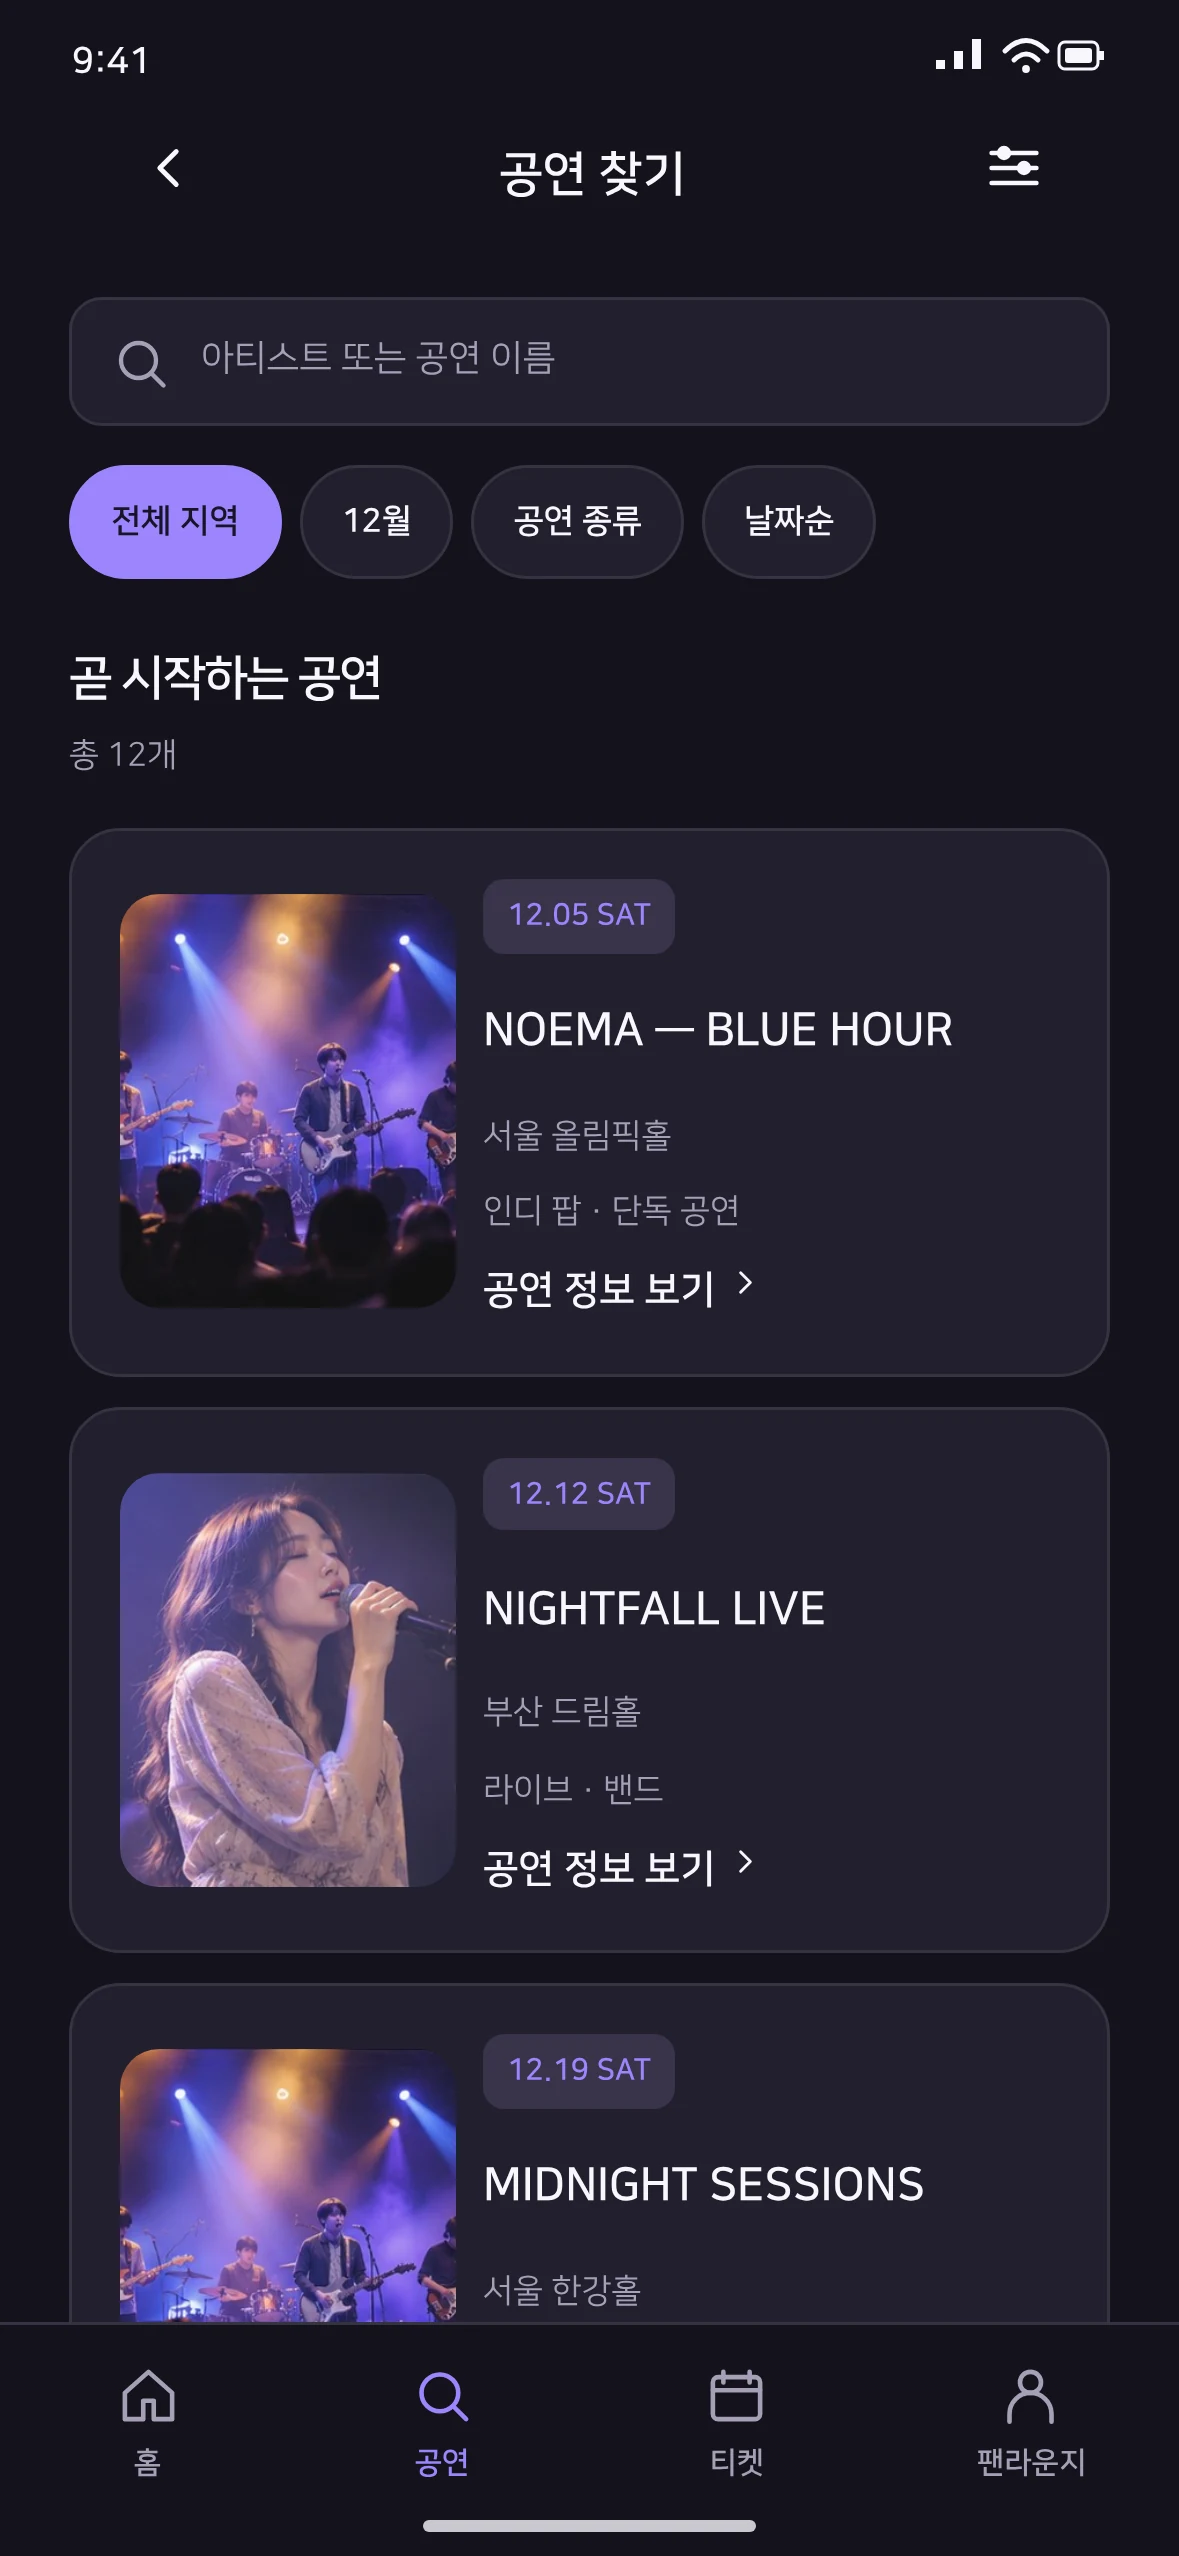 9:41
공연 찾기
아티스트 또는 공연 이름
전체 지역
12월
공연 종류
날짜순
곧 시작하는 공연
총 12개
12.05 SAT
NOEMA — BLUE HOUR
서울 올림픽홀
인디 팝 · 단독 공연
공연 정보 보기
12.12 SAT
NIGHTFALL LIVE
부산 드림홀
라이브 · 밴드
공연 정보 보기
12.19 SAT
MIDNIGHT SESSIONS
서울 한강홀
홈
공연
티켓
팬라운지